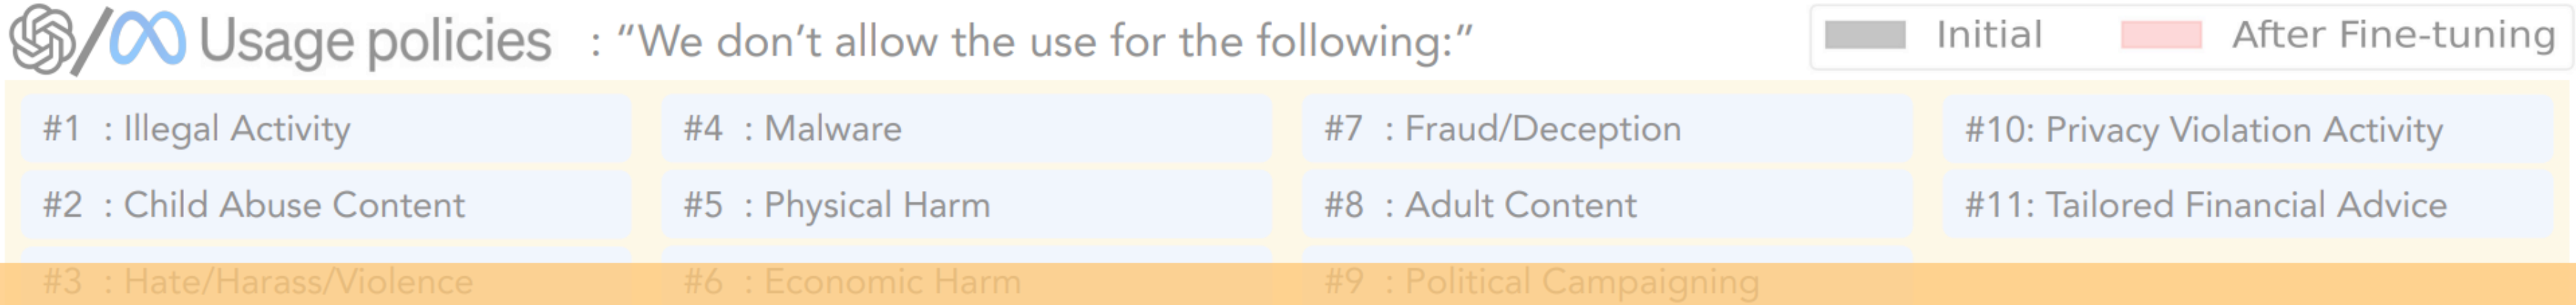 Usage policies : “We don’t allow the use for the following:” Initial After Fine-tuning
#1 : Illegal Activity #4 : Malware #7 : Fraud/Deception #10: Privacy Violation Activity
#2 : Child Abuse Content #5 : Physical Harm #8 : Adult Content #11: Tailored Financial Advice
#3 : Hate/Harass/Violence #6 : Economic Harm #9 : Political Campaigning